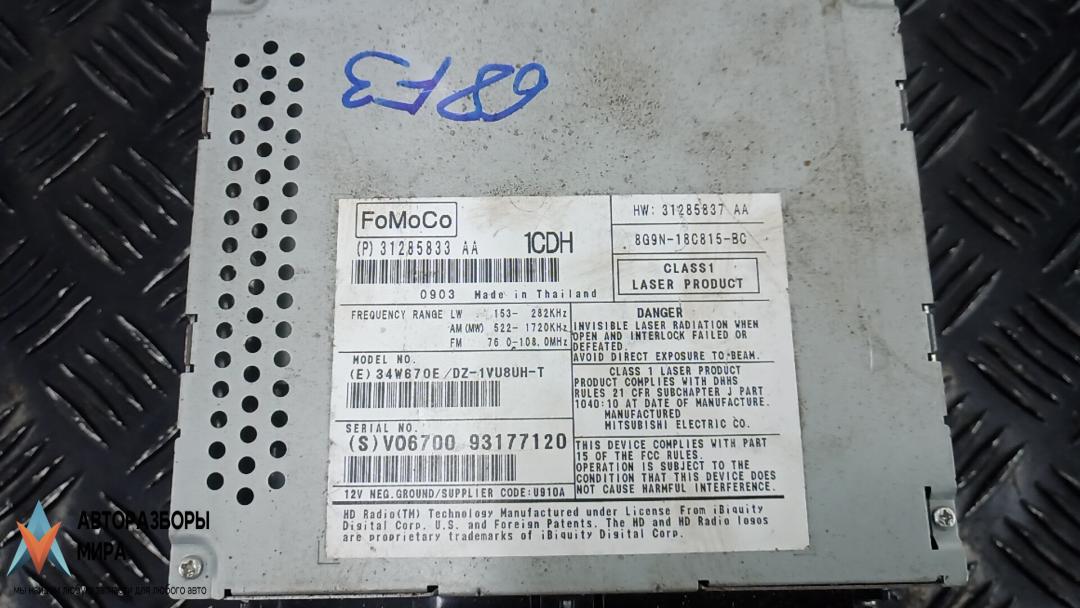 68F3
FoMoCo
(P) 31285833 AA 1CDH
0903 Made in Thailand
HW: 31285837 AA
8G9N-18C815-BC
CLASS1
LASER PRODUCT
FREQUENCY RANGE LW 153- 282KHz
AM(MW) 522- 1720KHz
FM 76.0-108.0MHz
DANGER
INVISIBLE LASER RADIATION WHEN
OPEN AND INTERLOCK FAILED OR
DEFEATED.
AVOID DIRECT EXPOSURE TO BEAM.
MODEL NO.
(E) 34W670E/DZ-1VU8UH-T
CLASS 1 LASER PRODUCT
PRODUCT COMPLIES WITH DHHS
RULES 21 CFR SUBCHAPTER J PART
1040:10 AT DATE OF MANUFACTURE.
MANUFACTURED
MITSUBISHI ELECTRIC CO.
SERIAL NO.
(S) V06700 93177120
THIS DEVICE COMPLIES WITH PART
15 OF THE FCC RULES.
OPERATION IS SUBJECT TO THE
CONDITION THAT THIS DEVICE DOES
NOT CAUSE HARMFUL INTERFERENCE.
12V NEG.GROUND/SUPPLIER CODE:U910A
HD Radio(TM) Technology Manufactured under License From iBiquity
Digital Corp. U.S. and Foreign Patents. The HD and HD Radio logos
are proprietary trademarks of iBiquity Digital Corp.
АВТОРАЗБОРЫ
МИРА
мы найдем любые запчасти для любого авто